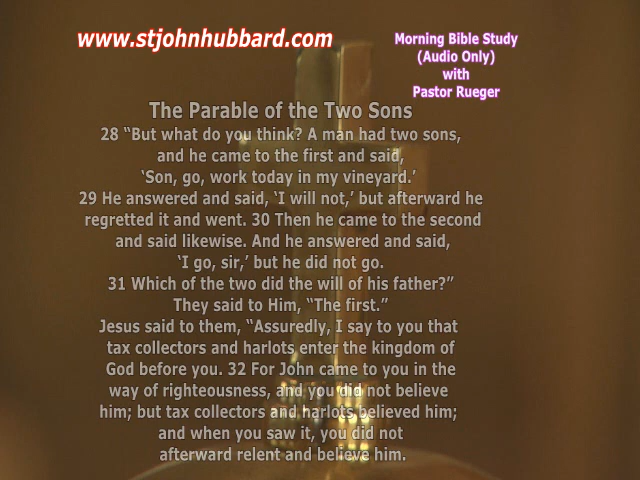 www.stjohnhubbard.com
Morning Bible Study
(Audio Only)
with
Pastor Rueger
The Parable of the Two Sons
28 “But what do you think? A man had two sons,
and he came to the first and said,
‘Son, go, work today in my vineyard.’
29 He answered and said, ‘I will not,’ but afterward he
regretted it and went. 30 Then he came to the second
and said likewise. And he answered and said,
‘I go, sir,’ but he did not go.
31 Which of the two did the will of his father?”
They said to Him, “The first.”
Jesus said to them, “Assuredly, I say to you that
tax collectors and harlots enter the kingdom of
God before you. 32 For John came to you in the
way of righteousness, and you did not believe
him; but tax collectors and harlots believed him;
and when you saw it, you did not
afterward relent and believe him.